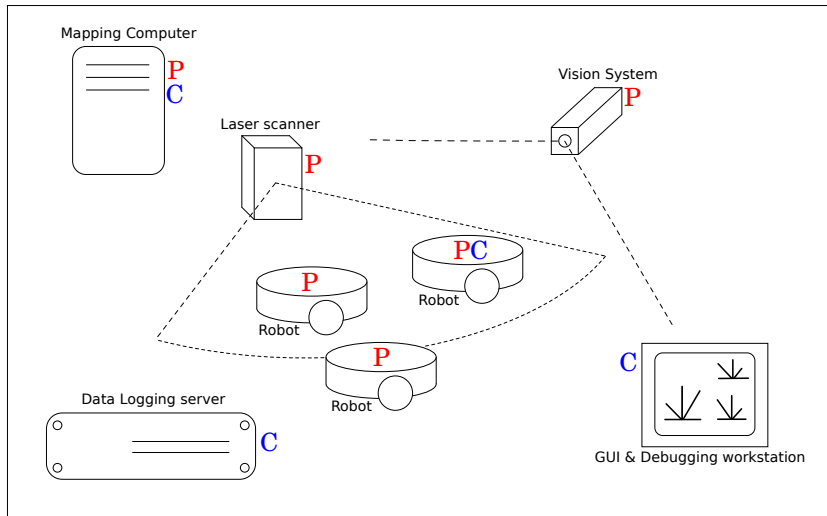 Mapping Computer
P
C
Vision System
P
Laser scanner
P
PC
Robot
P
Robot
P
Robot
C
GUI & Debugging workstation
Data Logging server
C